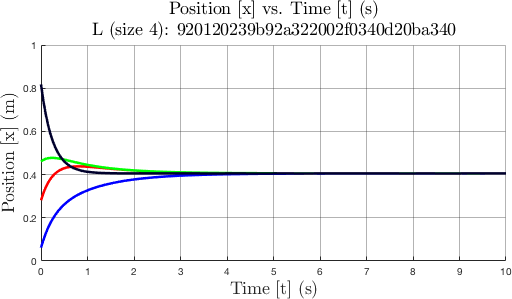 Position [x] vs. Time [t] (s)
L (size 4): 920120239b92a322002f0340d20ba340
Position [x] (m)
1
0.8
0.6
0.4
0.2
0
0 1 2 3 4 5 6 7 8 9 10
Time [t] (s)